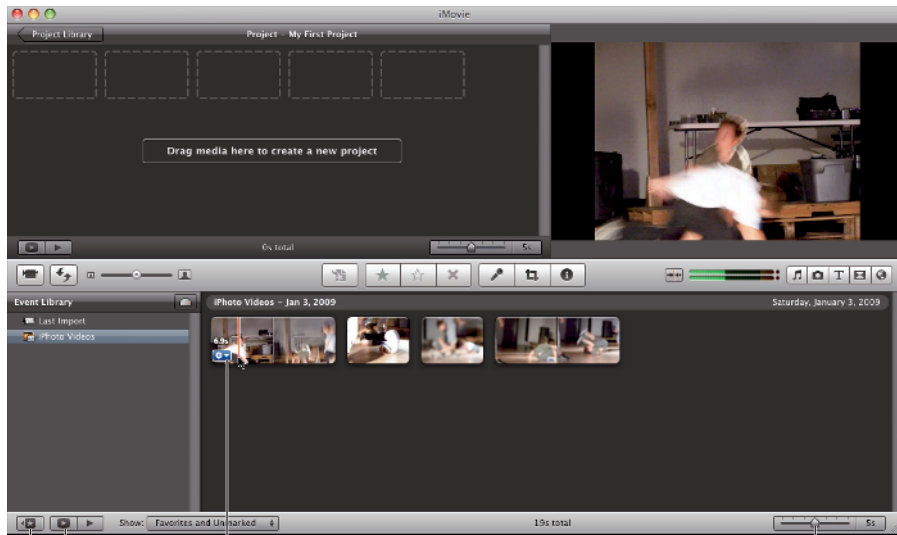 iMovie
Project Library
Project - My First Project
Drag media here to create a new project
0s total
5s
Event Library
iPhoto Videos - Jan 3, 2009
Saturday, January 3, 2009
Last Import
iPhoto Videos
6.9s
Show: Favorites and Unmarked
19s total
5s